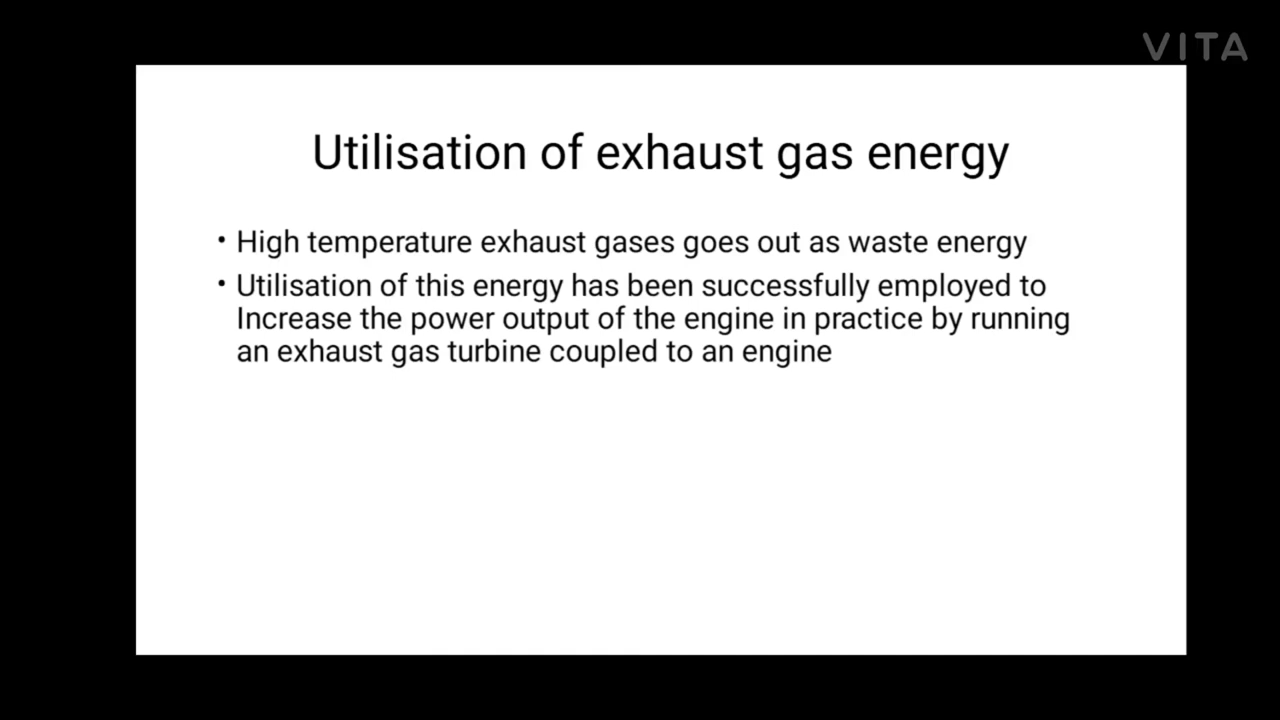 VITA
Utilisation of exhaust gas energy
• High temperature exhaust gases goes out as waste energy
• Utilisation of this energy has been successfully employed to
Increase the power output of the engine in practice by running
an exhaust gas turbine coupled to an engine